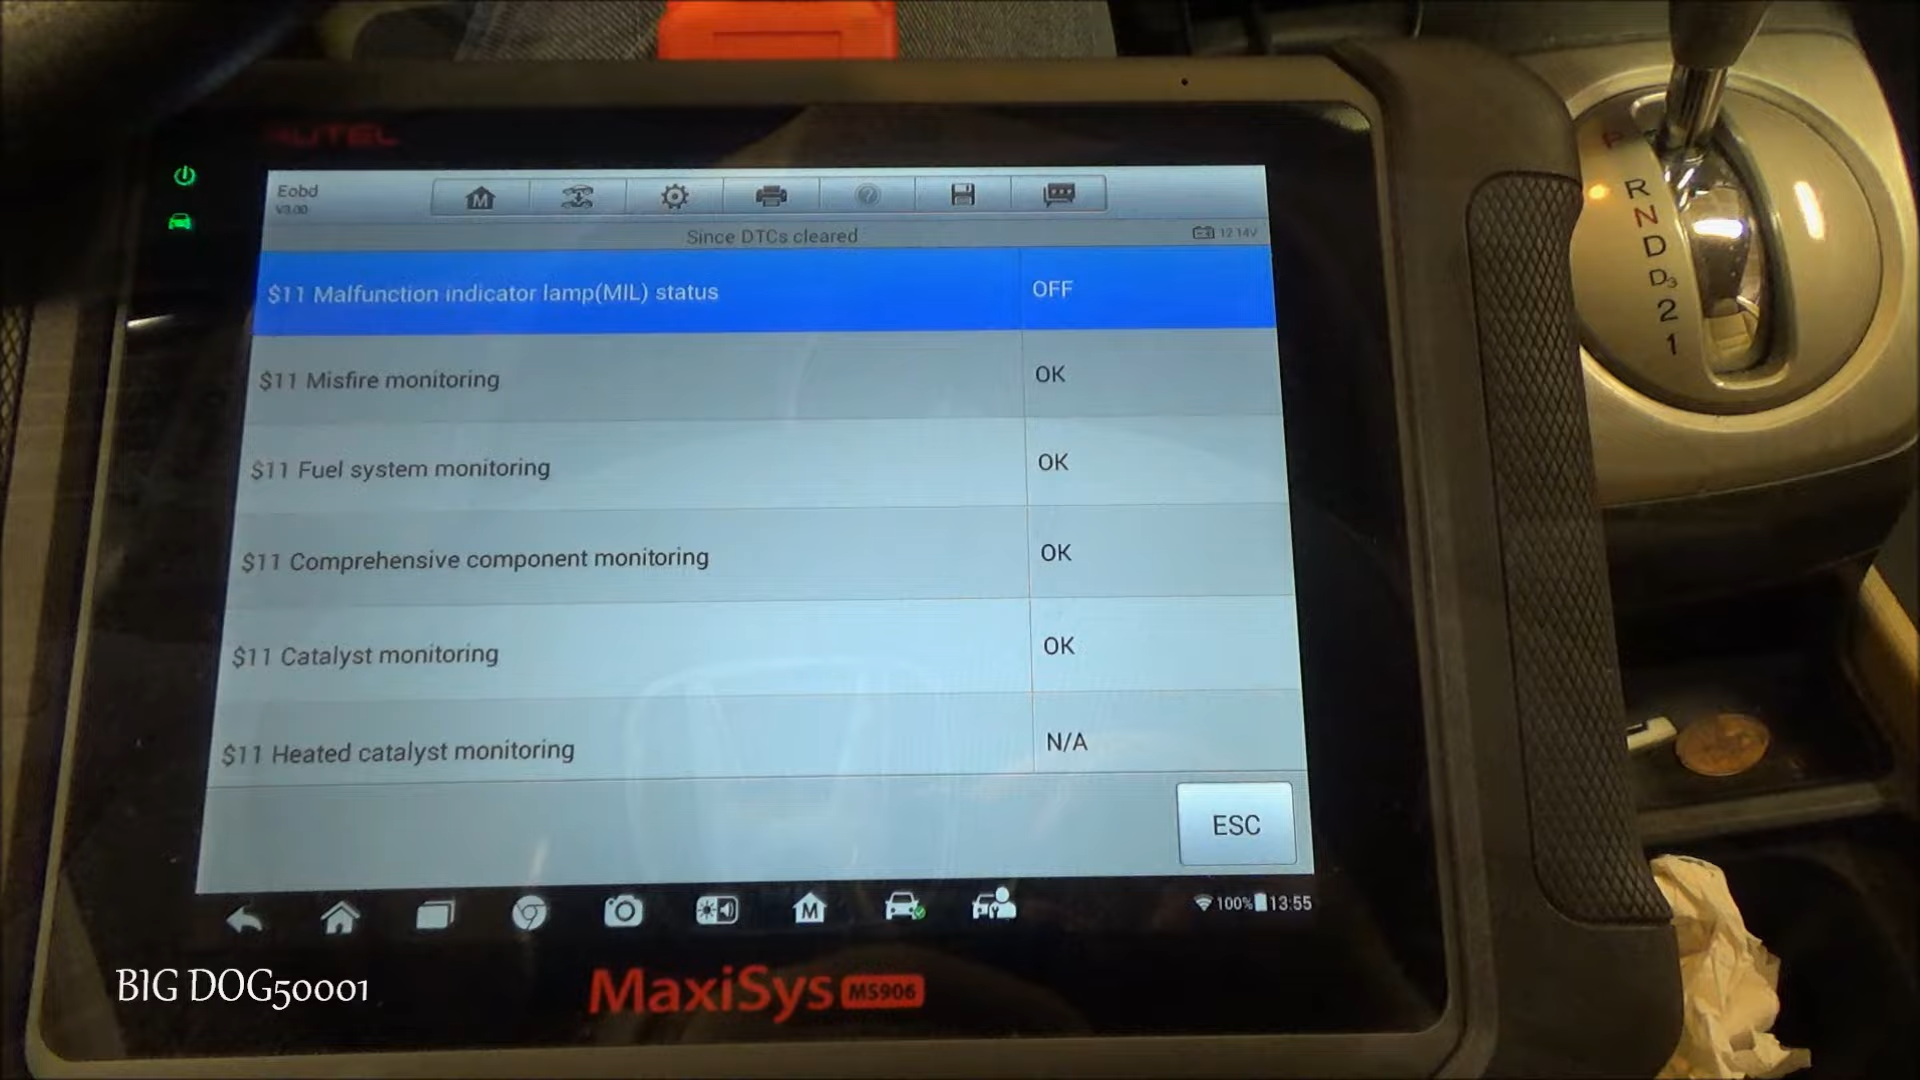 AUTEL
Eobd
V3.00
M
Since DTCs cleared
12.14V
$11 Malfunction indicator lamp(MIL) status OFF
$11 Misfire monitoring OK
$11 Fuel system monitoring OK
$11 Comprehensive component monitoring OK
$11 Catalyst monitoring OK
$11 Heated catalyst monitoring N/A
ESC
M
100% 13:55
MaxiSys MS906
BIG DOG50001
P
R
N
D
D3
2
1